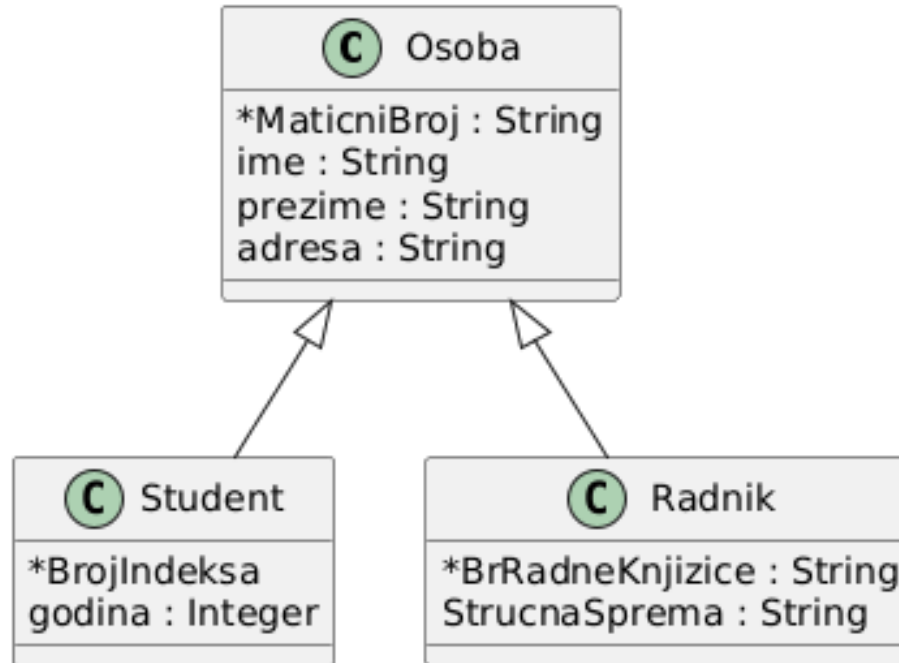 C Osoba
*MaticniBroj : String
ime : String
prezime : String
adresa : String
C Student
*BrojIndeksa
godina : Integer
C Radnik
*BrRadneKnjizice : String
StrucnaSprema : String